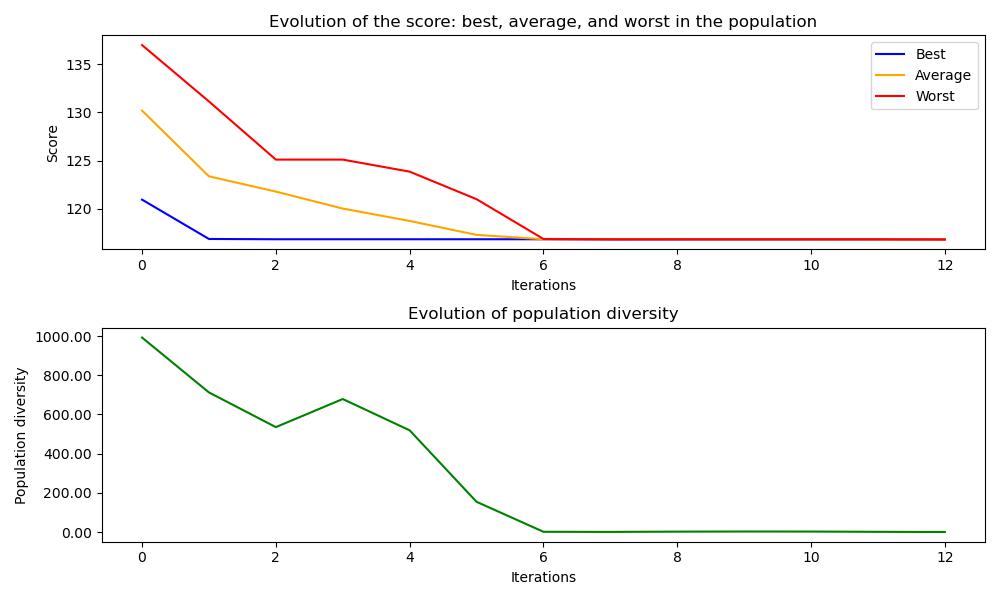 Evolution of the score: best, average, and worst in the population
Score
135
130
125
120
Best
Average
Worst
0 2 4 6 8 10 12
Iterations
Evolution of population diversity
Population diversity
1000.00
800.00
600.00
400.00
200.00
0.00
0 2 4 6 8 10 12
Iterations